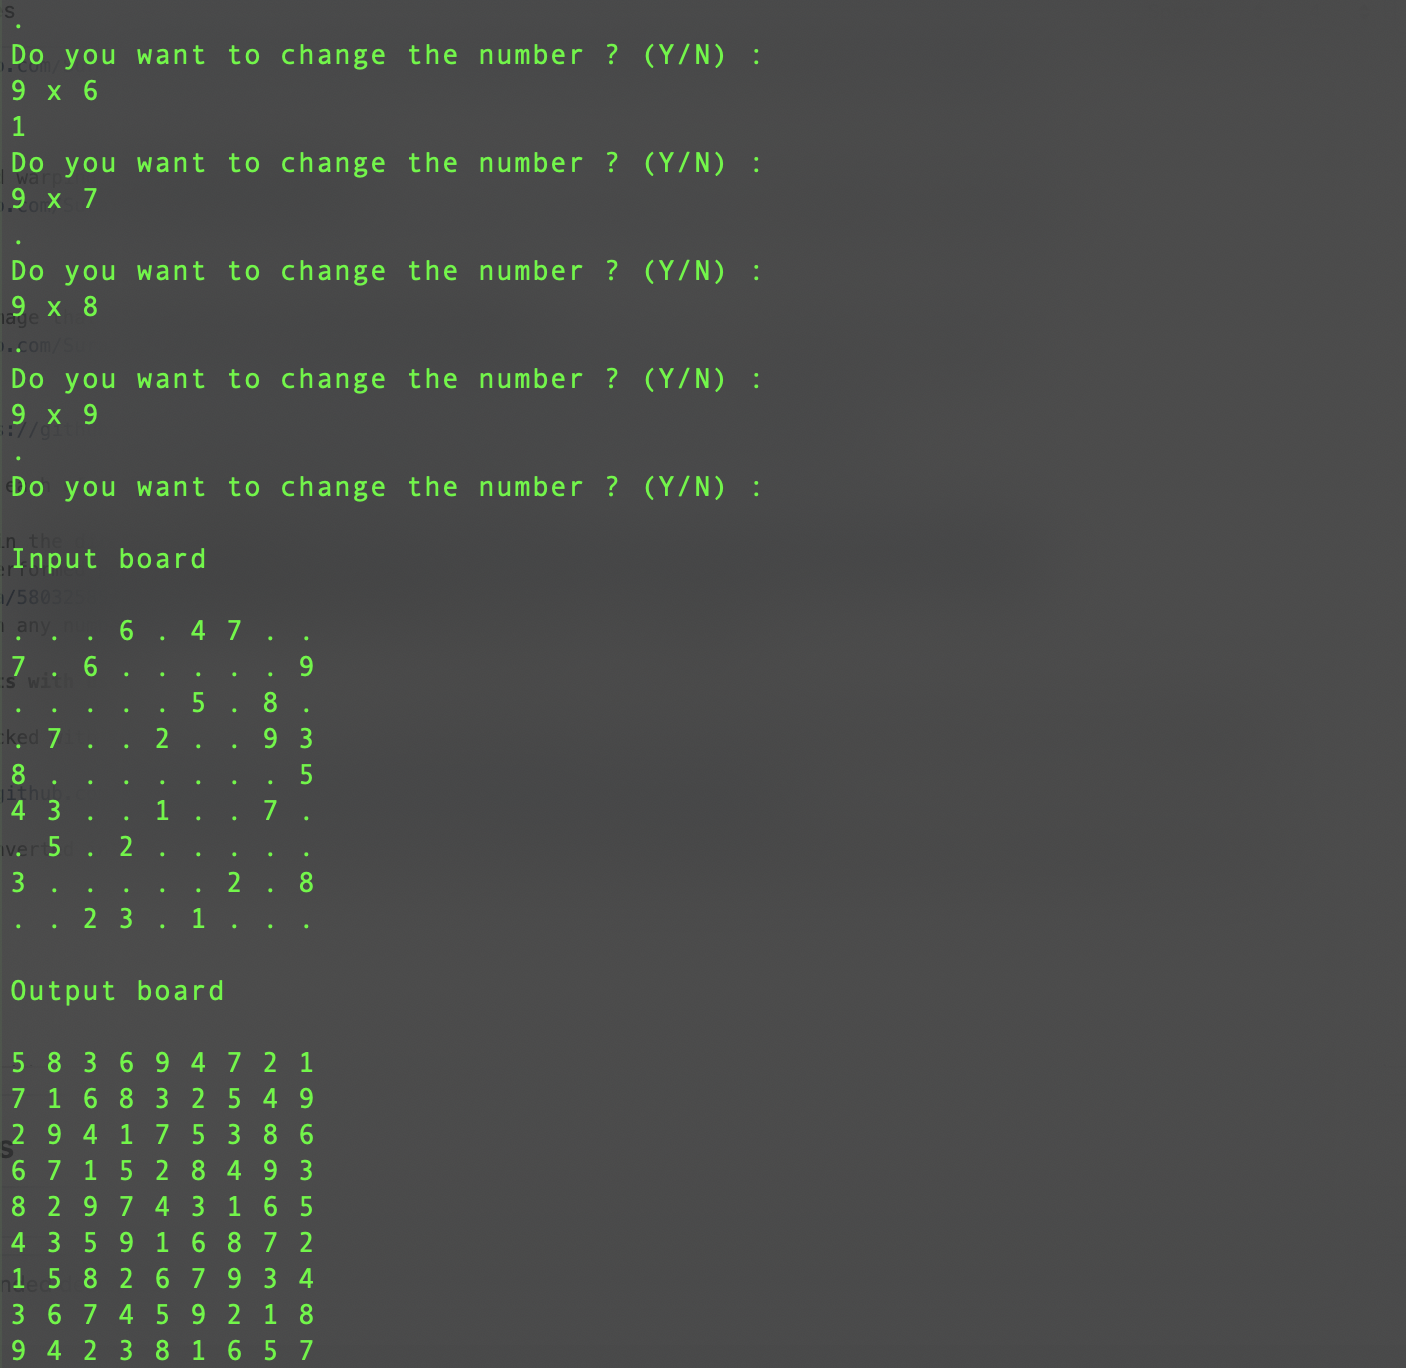 .
Do you want to change the number ? (Y/N) :
9 x 6
1
Do you want to change the number ? (Y/N) :
9 x 7
.
Do you want to change the number ? (Y/N) :
9 x 8
.
Do you want to change the number ? (Y/N) :
9 x 9
.
Do you want to change the number ? (Y/N) :
Input board
. . . 6 . 4 7 . .
7 . 6 . . . . . 9
. . . . . 5 . 8 .
. 7 . . 2 . . 9 3
8 . . . . . . . 5
4 3 . . 1 . . 7 .
. 5 . 2 . . . . .
3 . . . . . 2 . 8
. . 2 3 . 1 . . .
Output board
5 8 3 6 9 4 7 2 1
7 1 6 8 3 2 5 4 9
2 9 4 1 7 5 3 8 6
6 7 1 5 2 8 4 9 3
8 2 9 7 4 3 1 6 5
4 3 5 9 1 6 8 7 2
1 5 8 2 6 7 9 3 4
3 6 7 4 5 9 2 1 8
9 4 2 3 8 1 6 5 7